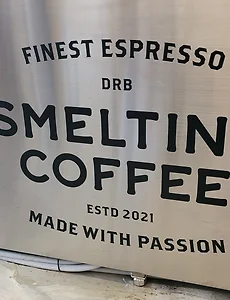 FINEST ESPRESSO
DRB
SMELTIN
COFFEE
ESTD 2021
MADE WITH PASSION